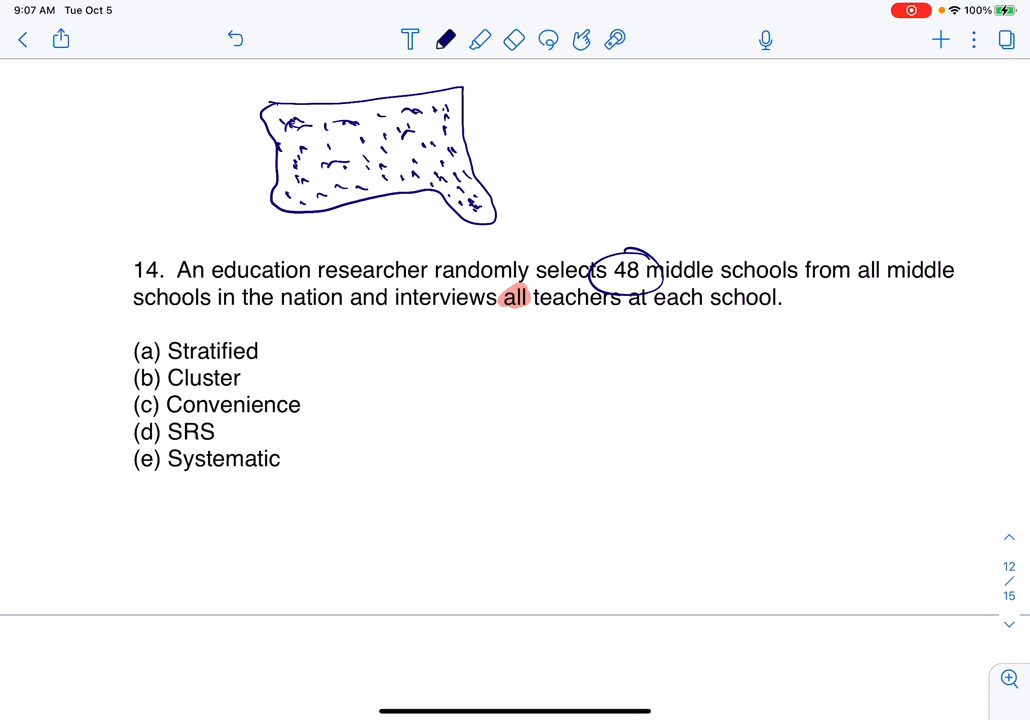 9:07 AM Tue Oct 5
100%
14. An education researcher randomly selects 48 middle schools from all middle
schools in the nation and interviews all teachers at each school.
(a) Stratified
(b) Cluster
(c) Convenience
(d) SRS
(e) Systematic
12
/
15